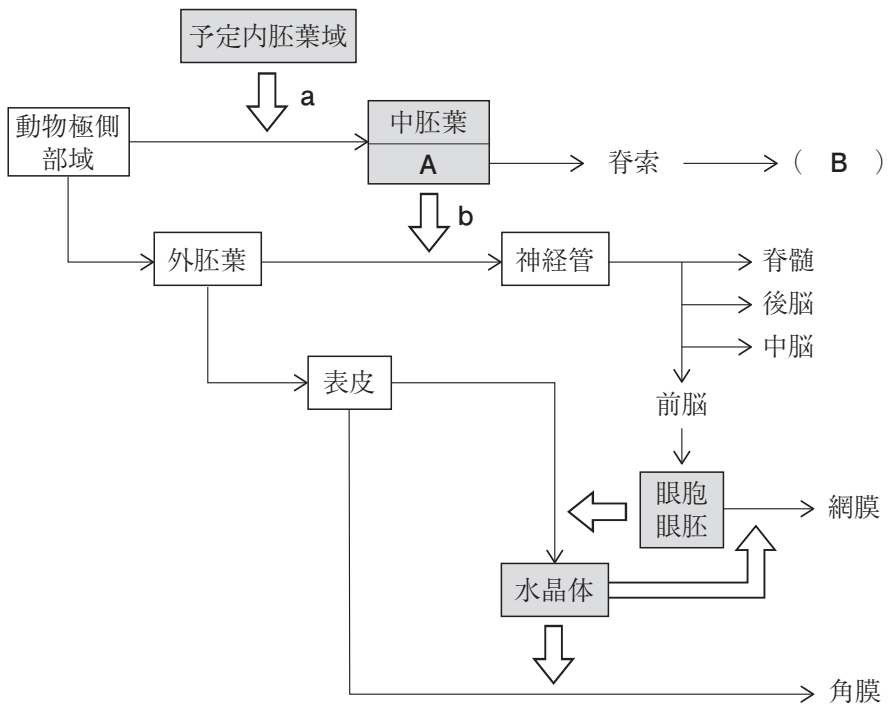 予定内胚葉域
a
動物極側
部域
中胚葉
A
脊索
( B )
b
外胚葉
神経管
脊髄
後脳
中脳
表皮
前脳
眼胞
眼胚
網膜
水晶体
角膜